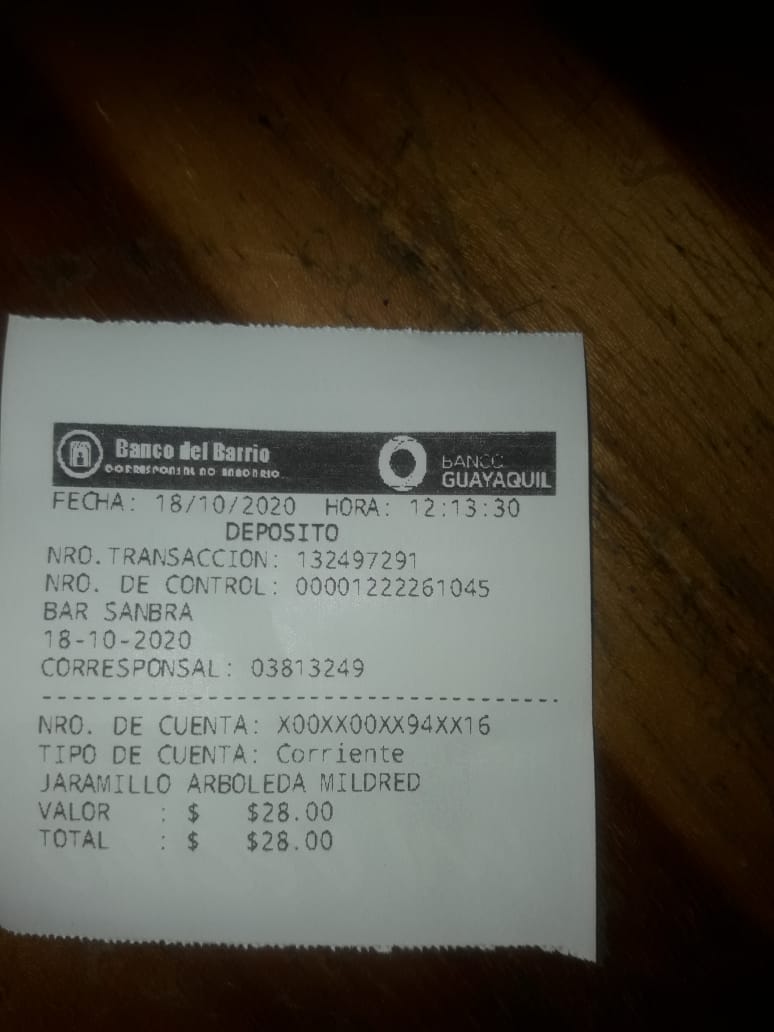 Banco del Barrio
CORRESPONSAL NO BANCARIO
BANCO
GUAYAQUIL
FECHA: 18/10/2020 HORA: 12:13:30
DEPOSITO
NRO.TRANSACCION: 132497291
NRO. DE CONTROL: 00001222261045
BAR SANBRA
18-10-2020
CORRESPONSAL: 03813249
NRO. DE CUENTA: X00XX00XX94XX16
TIPO DE CUENTA: Corriente
JARAMILLO ARBOLEDA MILDRED
VALOR : $ $28.00
TOTAL : $ $28.00